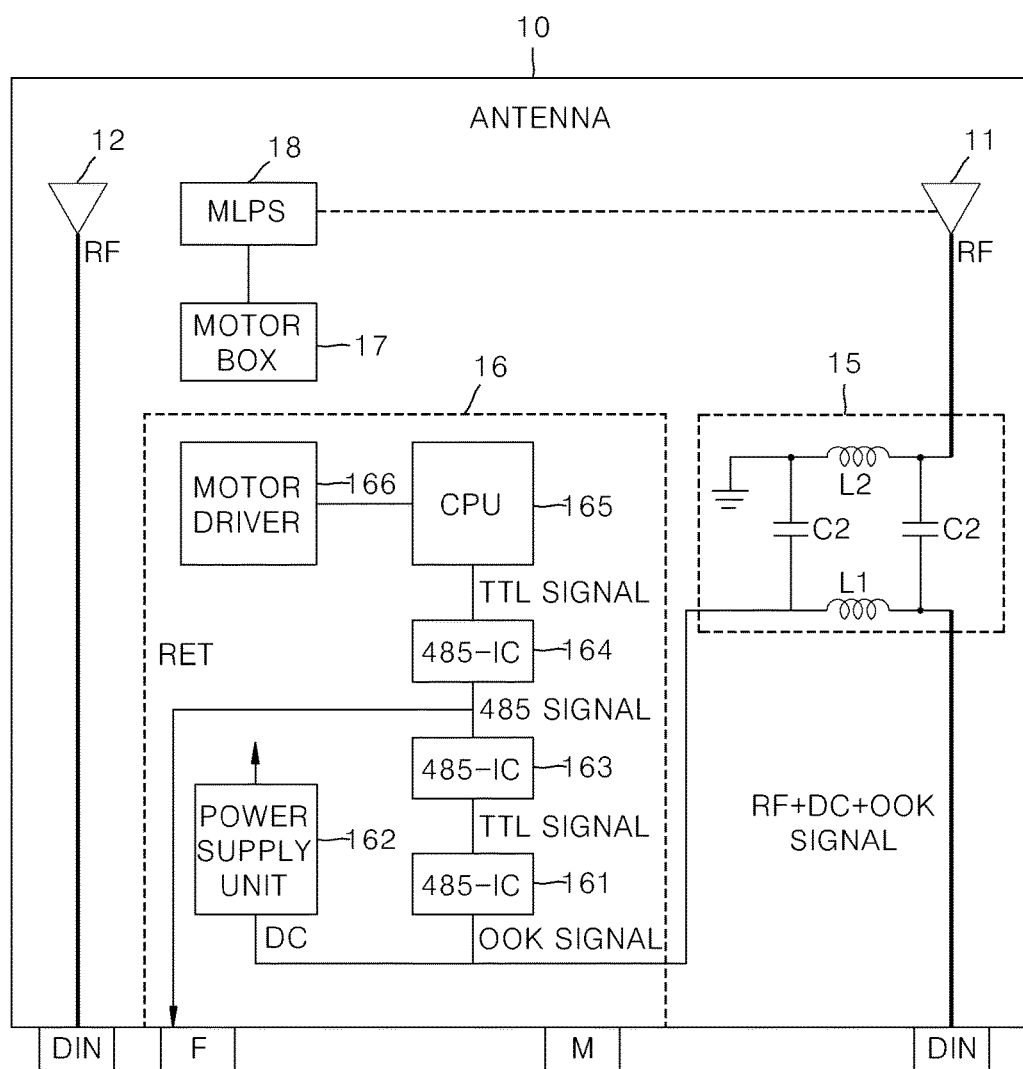 10
ANTENNA
12
18
11
MLPS
RF
RF
MOTOR
BOX
17
16
15
MOTOR
DRIVER
166
CPU
165
L2
C2
C2
L1
TTL SIGNAL
RET
485-IC
164
485 SIGNAL
485-IC
163
POWER
SUPPLY
UNIT
162
TTL SIGNAL
RF+DC+OOK
SIGNAL
485-IC
161
DC
OOK SIGNAL
DIN
F
M
DIN